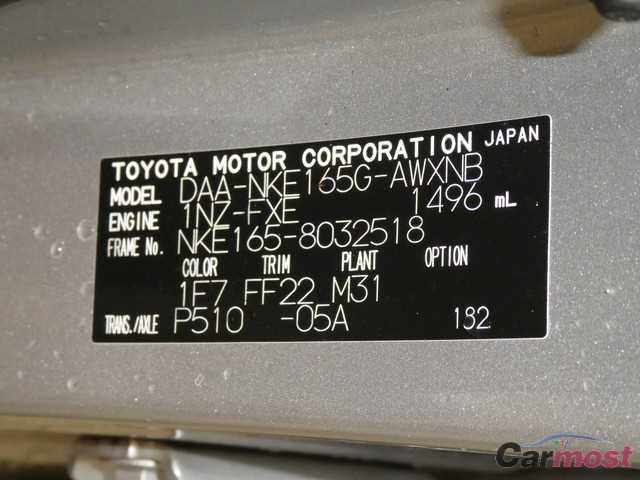 TOYOTA MOTOR CORPORATION JAPAN
MODEL DAA-NKE165G-AWXNB
ENGINE 1NZ-FXE 1496 mL
FRAME No. NKE165-8032518
COLOR TRIM PLANT OPTION
1F7 FF22 M31
TRANS./AXLE P510 -05A 182
Carmost